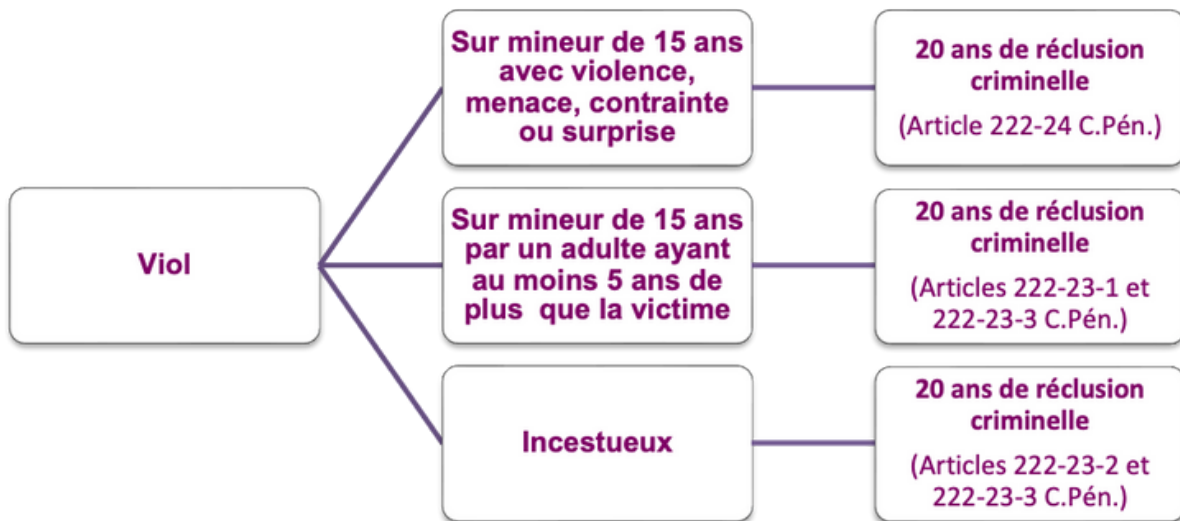 Viol
Sur mineur de 15 ans
avec violence,
menace, contrainte
ou surprise
20 ans de réclusion
criminelle
(Article 222-24 C.Pén.)
Sur mineur de 15 ans
par un adulte ayant
au moins 5 ans de
plus que la victime
20 ans de réclusion
criminelle
(Articles 222-23-1 et
222-23-3 C.Pén.)
Incestueux
20 ans de réclusion
criminelle
(Articles 222-23-2 et
222-23-3 C.Pén.)